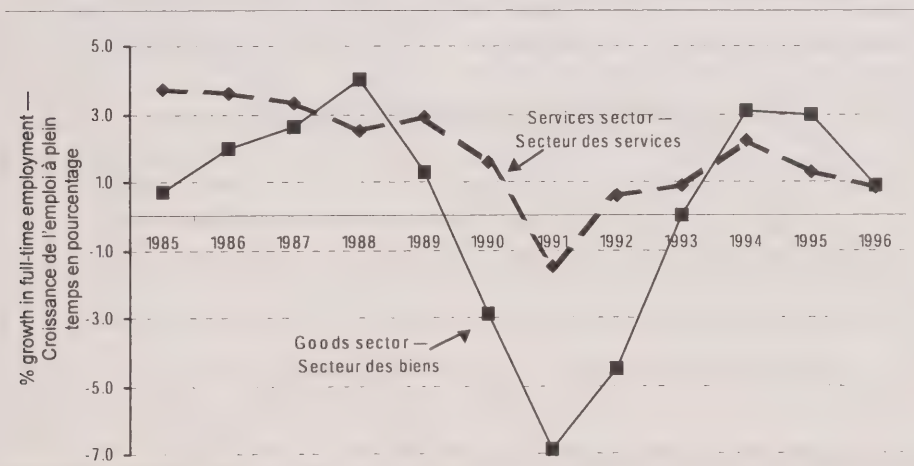 % growth in full-time employment —
Croissance de l'emploi à plein
temps en pourcentage
5.0
3.0
1.0
-1.0
-3.0
-5.0
-7.0
Services sector —
Secteur des services
1985 1986 1987 1988 1989 1990 1991 1992 1993 1994 1995 1996
Goods sector —
Secteur des biens